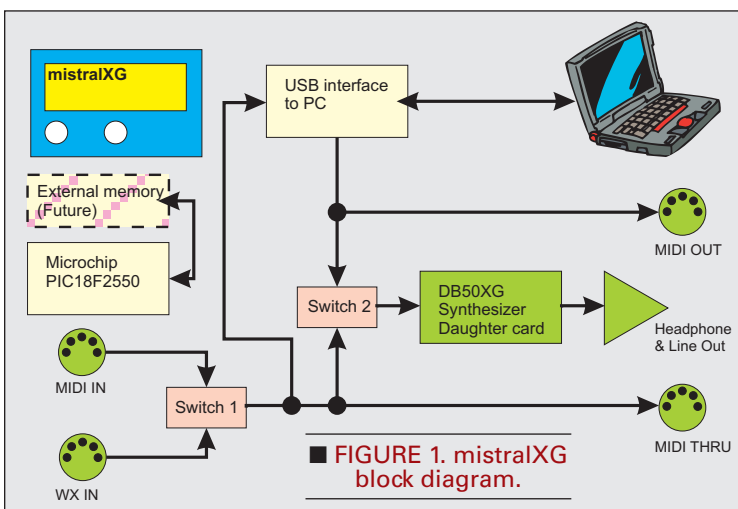 mistralXG
USB interface
to PC
External memory
(Future)
Microchip
PIC18F2550
MIDI OUT
Switch 2
DB50XG
Synthesizer
Daughter card
Headphone
& Line Out
MIDI IN
Switch 1
MIDI THRU
WX IN
■ FIGURE 1. mistralXG
block diagram.